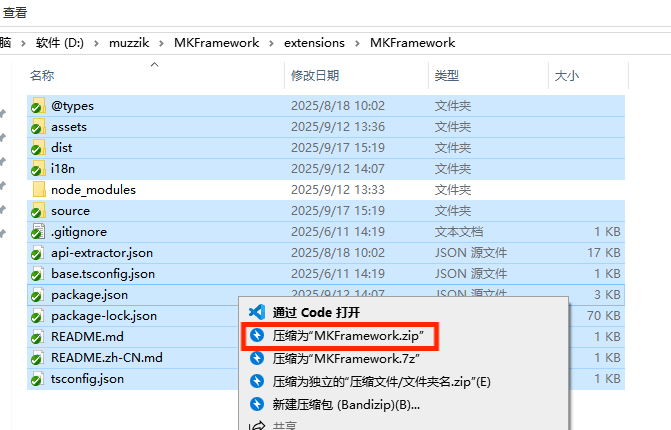 查看
脑 › 软件 (D:) › muzzik › MKFramework › extensions › MKFramework
名称 修改日期 类型 大小
@types 2025/8/18 10:02 文件夹
assets 2025/9/12 13:36 文件夹
dist 2025/9/17 15:19 文件夹
i18n 2025/9/12 14:07 文件夹
node_modules 2025/9/12 13:33 文件夹
source 2025/9/17 15:19 文件夹
.gitignore 2025/6/11 14:19 文本文档 1 KB
api-extractor.json 2025/8/18 10:02 JSON 源文件 17 KB
base.tsconfig.json 2025/6/11 14:19 JSON 源文件 1 KB
package.json 2025/9/12 14:07 JSON 源文件 3 KB
package-lock.json 70 KB
README.md 1 KB
README.zh-CN.md 1 KB
tsconfig.json 1 KB
通过 Code 打开
压缩为“MKFramework.zip”
压缩为“MKFramework.7z”
压缩为独立的“压缩文件/文件夹名.zip”(E)
新建压缩包 (Bandizip)(B)...
共享